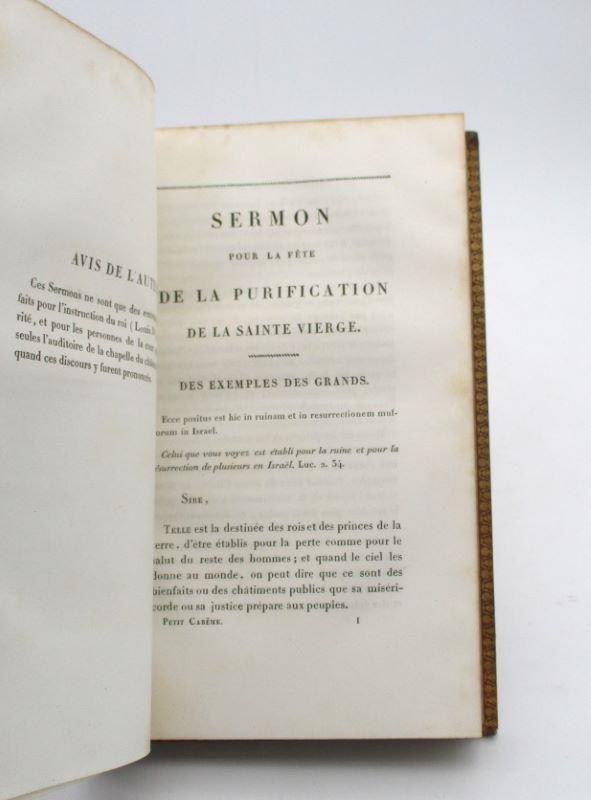 AVIS DE L'AUT
Ces Sermons ne sont que des
faits pour l'instruction du roi (Louis
rité, et pour les personnes de la cour
seules l'auditoire de la chapelle du
quand ces discours y furent prononcés
SERMON
POUR LA FÊTE
DE LA PURIFICATION
DE LA SAINTE VIERGE.
DES EXEMPLES DES GRANDS.
Ecce positus est hic in ruinam et in resurrectionem mul-
orum in Israel.
Celui que vous voyez est établi pour la ruine et pour la
ésurrection de plusieurs en Israël. Luc. 2. 34.
SIRE,
TELLE est la destinée des rois et des princes de la
erre, d'être établis pour la perte comme pour le
alut du reste des hommes; et quand le ciel les
donne au monde, on peut dire que ce sont des
bienfaits ou des châtiments publics que sa miséri-
corde ou sa justice prépare aux peuples.
PETIT CARÊME. 1